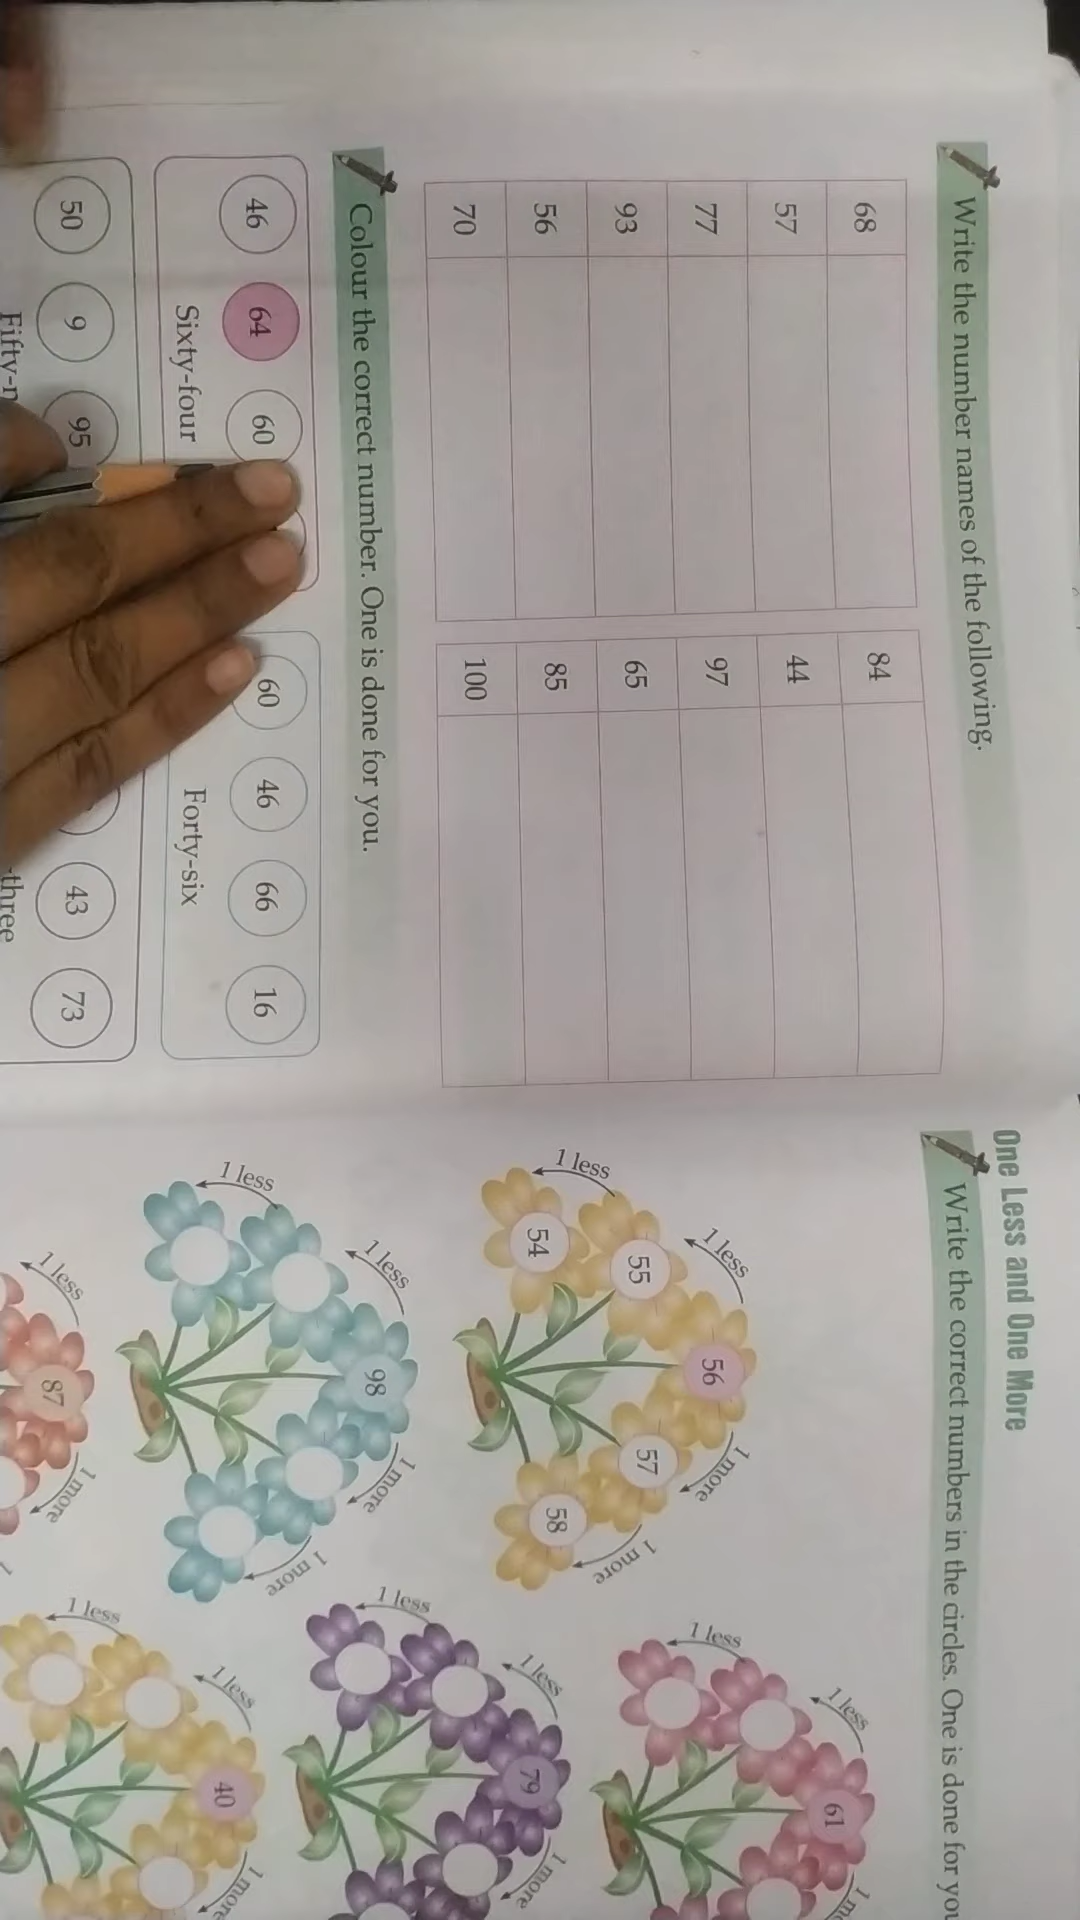 Write the number names of the following.
68 84
57 44
77 97
93 65
56 85
70 100
Colour the correct number. One is done for you.
46 64 60
Sixty-four
60 46 66 16
Forty-six
50 9 95
43 73
One Less and One More
Write the correct numbers in the circles. One is done for
1 less 1 less 1 more 1 more
54 55 56 57 58
1 less 1 less
61
1 less 1 less 1 more 1 more
98
1 less 1 less 1 more
79
1 less 1 more
87
1 less 1 less 1 more
40